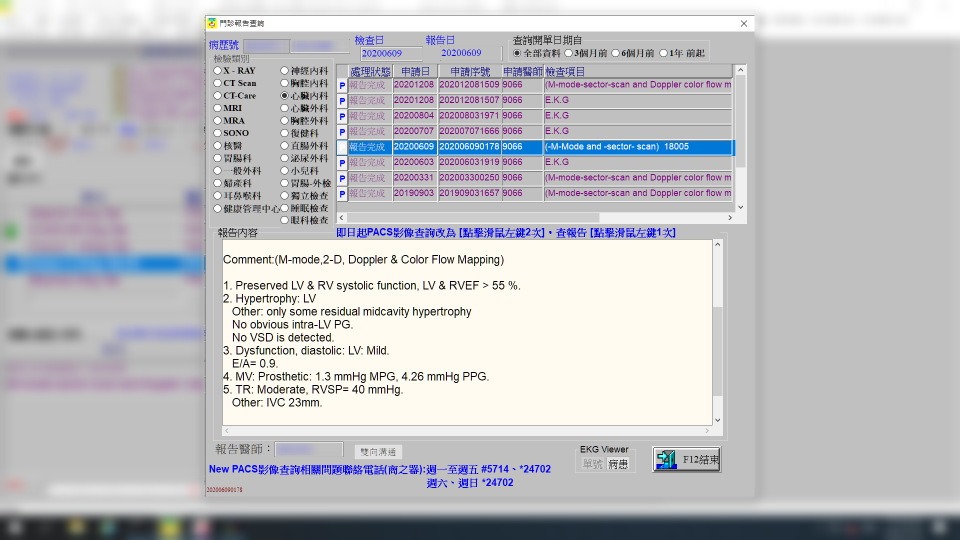 門診報告查詢
病歷號
檢查日
報告日
20200609
20200609
查詢開單日期自
全部資料 3個月前 6個月前 1年 前起
檢驗類別
X - RAY 神經內科
CT Scan 胸腔內科
CT-Care 心臟內科
MRI 心臟外科
MRA 胸腔外科
SONO 復健科
核醫 直腸外科
胃腸科 泌尿外科
一般外科 小兒科
婦產科 胃腸-外檢
耳鼻喉科 獨立檢查
健康管理中心 睡眠檢查
眼科檢查
處理狀態 申請日 申請序號 申請醫師 檢查項目
P 報告完成 20201208 202012081509 9066 (M-mode-sector-scan and Doppler color flow m
P 報告完成 20201208 202012081507 9066 E.K.G
P 報告完成 20200804 202008031971 9066 E.K.G
P 報告完成 20200707 202007071666 9066 E.K.G
報告完成 20200609 202006090178 9066 (-M-Mode and -sector- scan) 18005
P 報告完成 20200603 202006031919 9066 E.K.G
P 報告完成 20200331 202003300250 9066 (M-mode-sector-scan and Doppler color flow m
P 報告完成 20190903 201909031657 9066 (M-mode-sector-scan and Doppler color flow m
報告內容
即日起PACS影像查詢改為 [點擊滑鼠左鍵2次]，查報告 [點擊滑鼠左鍵1次]
Comment:(M-mode,2-D, Doppler & Color Flow Mapping)
1. Preserved LV & RV systolic function, LV & RVEF > 55 %.
2. Hypertrophy: LV
Other: only some residual midcavity hypertrophy
No obvious intra-LV PG.
No VSD is detected.
3. Dysfunction, diastolic: LV: Mild.
E/A= 0.9.
4. MV: Prosthetic: 1.3 mmHg MPG, 4.26 mmHg PPG.
5. TR: Moderate, RVSP= 40 mmHg.
Other: IVC 23mm.
報告醫師：
雙向溝通
EKG Viewer
單號 病患
F12結束
New PACS影像查詢相關問題聯絡電話(商之器):週一至週五 #5714、*24702
週六、週日 *24702
202006090178